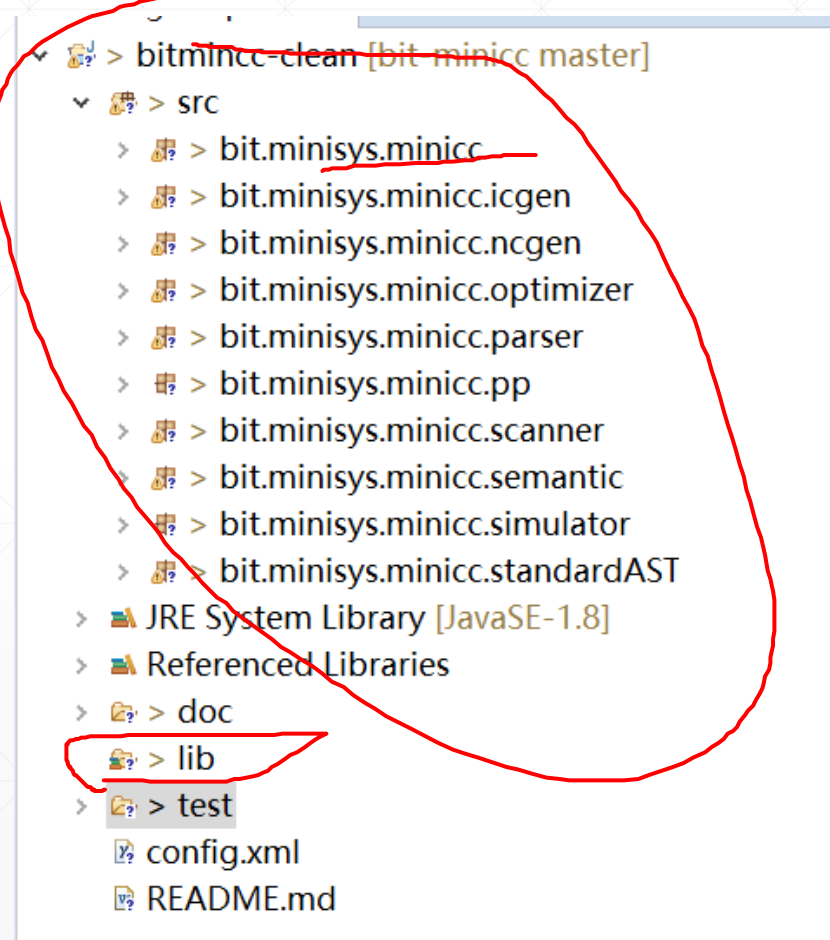 bitmincc-clean [bit-minicc master]
> src
> bit.minisys.minicc
> bit.minisys.minicc.icgen
> bit.minisys.minicc.ncgen
> bit.minisys.minicc.optimizer
> bit.minisys.minicc.parser
> bit.minisys.minicc.pp
> bit.minisys.minicc.scanner
> bit.minisys.minicc.semantic
> bit.minisys.minicc.simulator
> bit.minisys.minicc.standardAST
JRE System Library [JavaSE-1.8]
Referenced Libraries
> doc
> lib
> test
config.xml
README.md